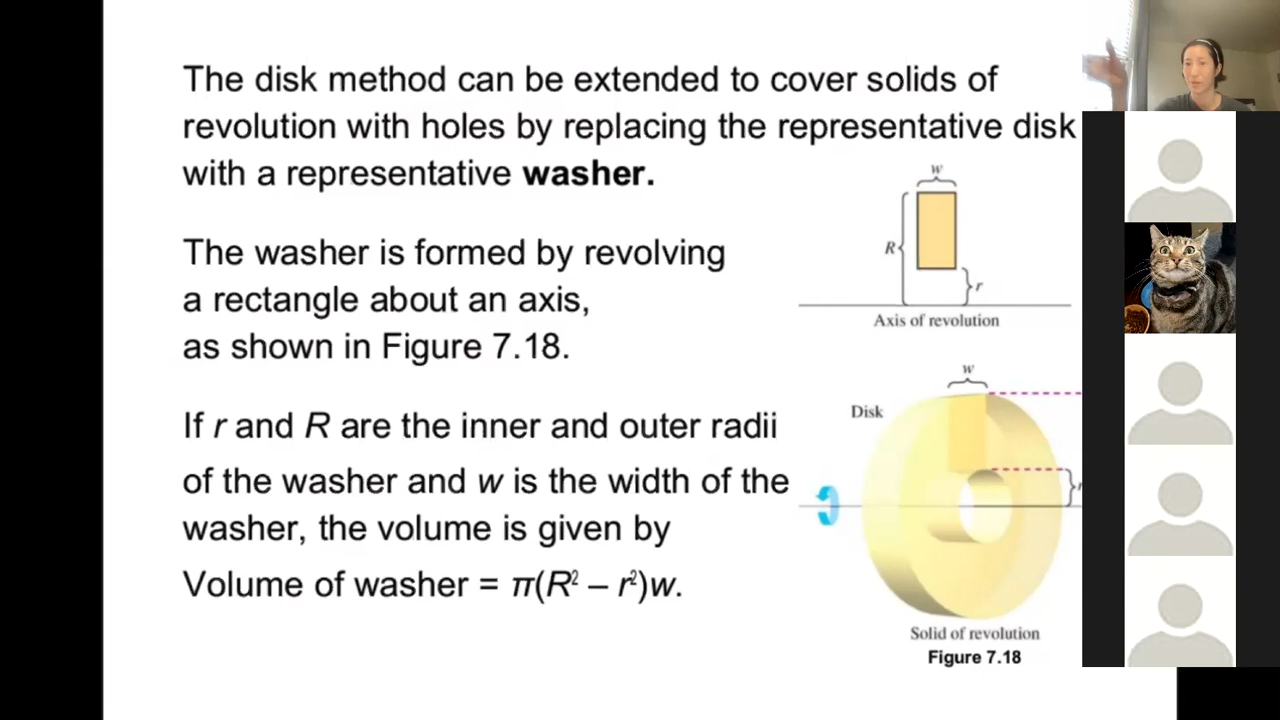 The disk method can be extended to cover solids of
revolution with holes by replacing the representative disk
with a representative washer.
w
R
r
Axis of revolution
The washer is formed by revolving
a rectangle about an axis,
as shown in Figure 7.18.
w
Disk
If r and R are the inner and outer radii
of the washer and w is the width of the
washer, the volume is given by
Volume of washer = π(R² – r²)w.
Solid of revolution
Figure 7.18